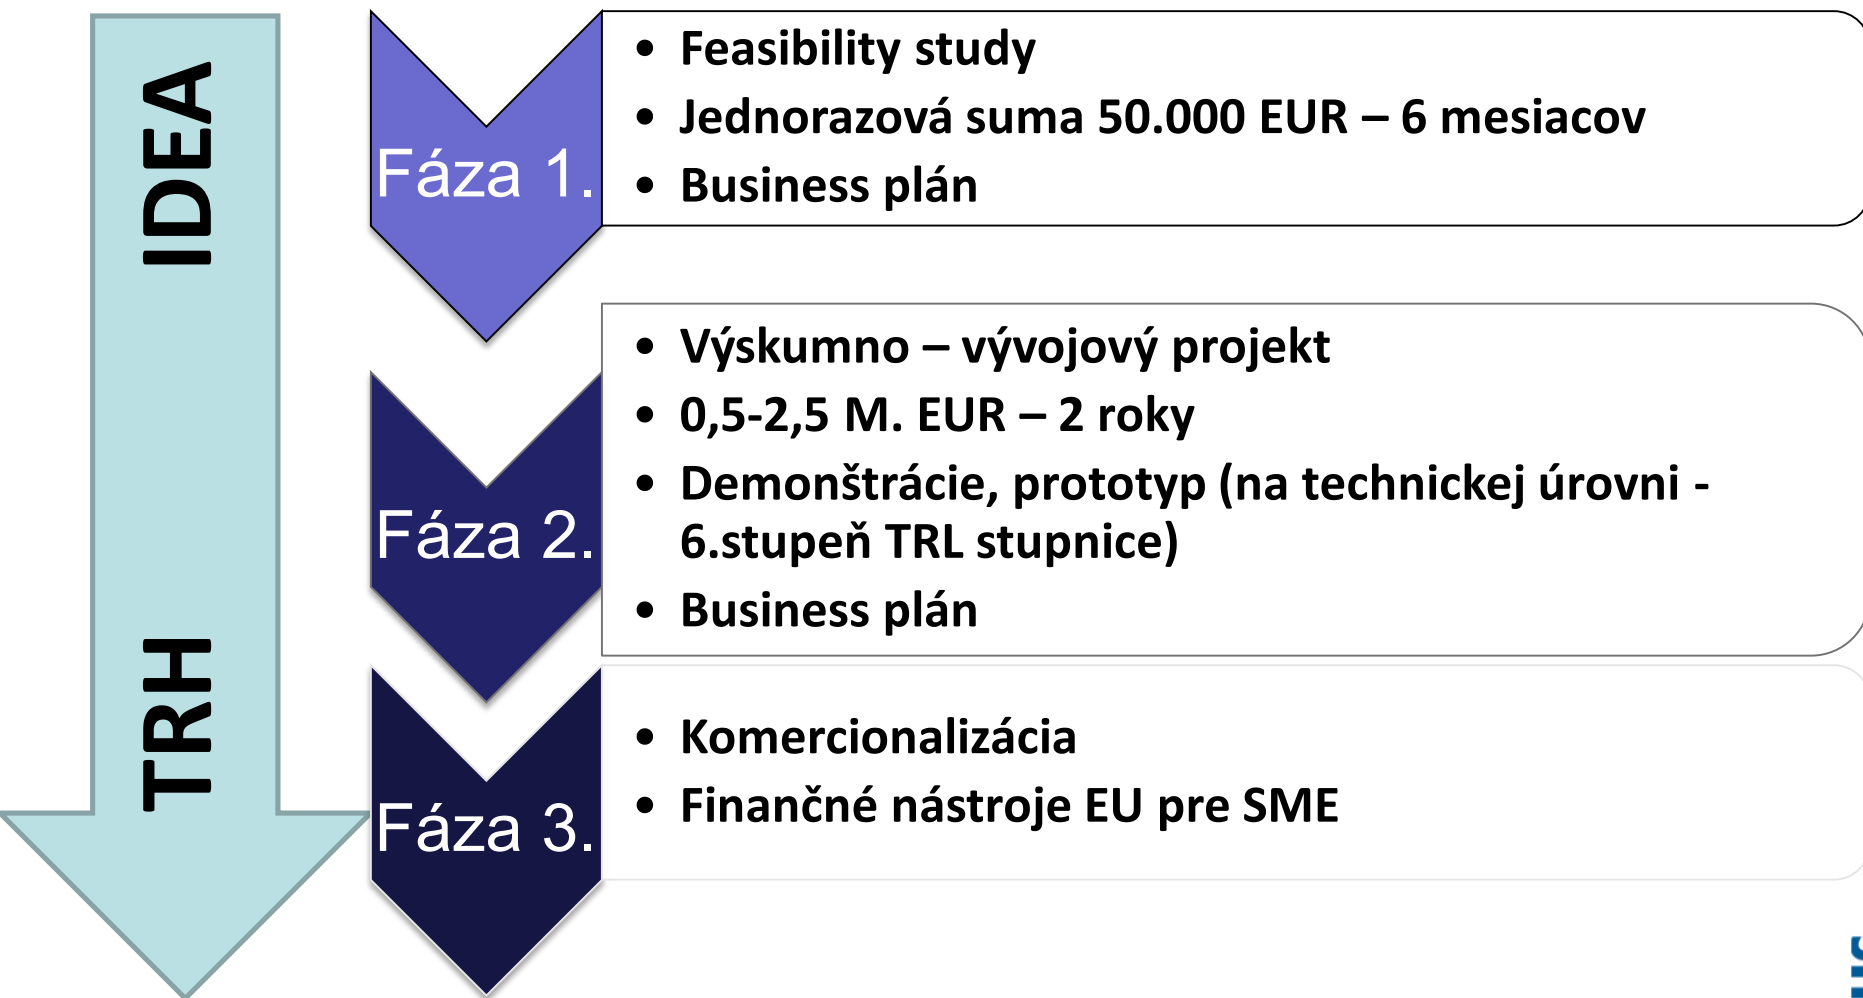 IDEA
TRH
Fáza 1.
• Feasibility study
• Jednorazová suma 50.000 EUR – 6 mesiacov
• Business plán
Fáza 2.
• Výskumno – vývojový projekt
• 0,5-2,5 M. EUR – 2 roky
• Demonštrácie, prototyp (na technickej úrovni -
6.stupeň TRL stupnice)
• Business plán
Fáza 3.
• Komercionalizácia
• Finančné nástroje EU pre SME